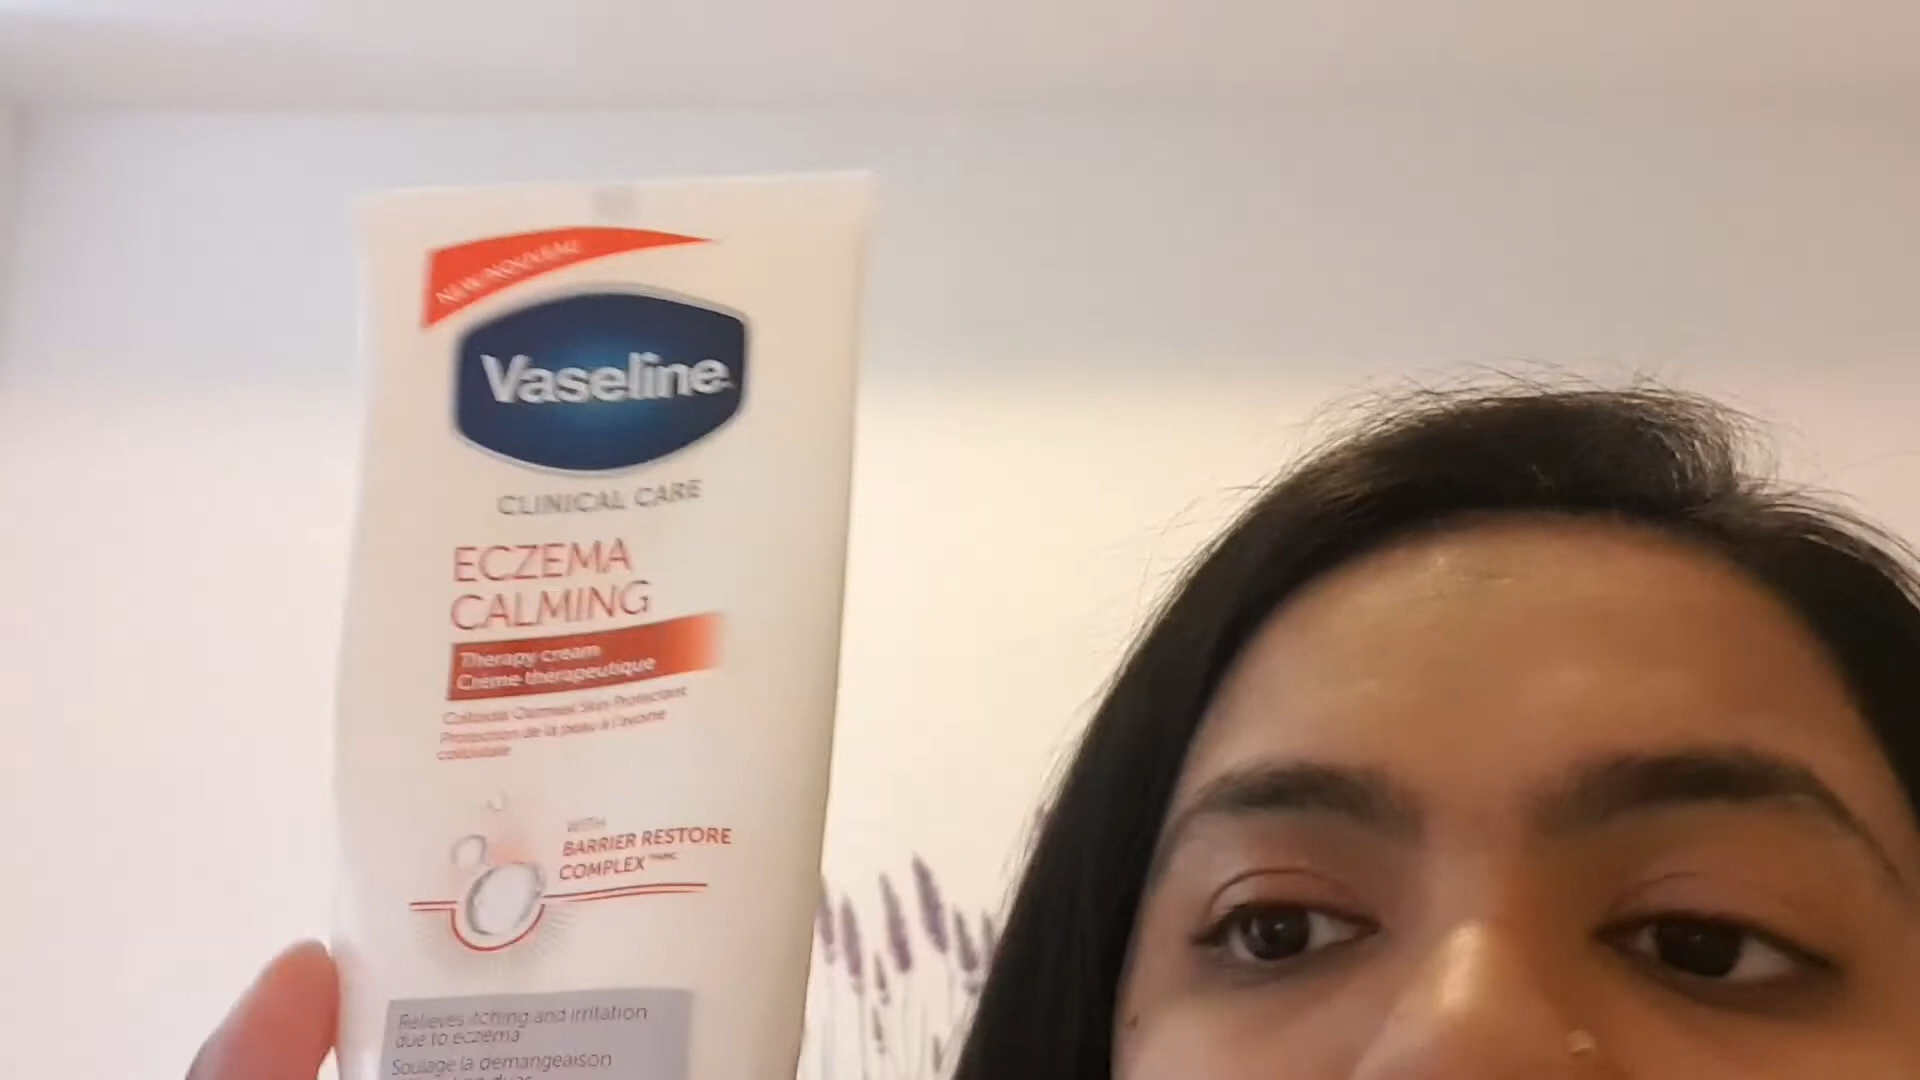 NEW/NOUVEAU
Vaseline
CLINICAL CARE
ECZEMA
CALMING
Therapy cream
Crème thérapeutique
Colloidal Oatmeal Skin Protectant
Protection de la peau à l'avoine
colloïdale
WITH
BARRIER RESTORE
COMPLEX
Relieves itching and irritation
due to eczema
Soulage la démangeaison